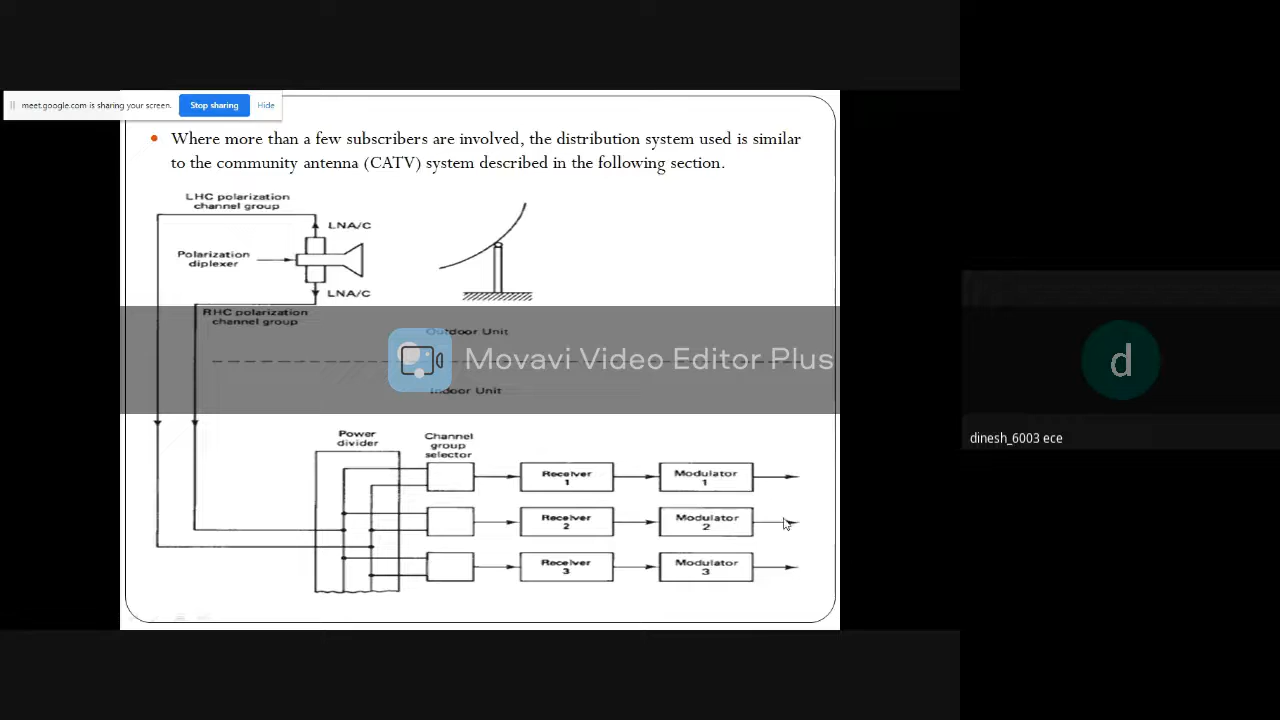 meet.google.com is sharing your screen. Stop sharing Hide
• Where more than a few subscribers are involved, the distribution system used is similar
to the community antenna (CATV) system described in the following section.
LHC polarization
channel group
LNA/C
Polarization
diplexer
LNA/C
RHC polarization
channel group
Outdoor Unit
Movavi Video Editor Plus
Indoor Unit
Power
divider
Channel
group
selector
Receiver
1
Modulator
1
Receiver
2
Modulator
2
Receiver
3
Modulator
3
d
dinesh_6003 ece